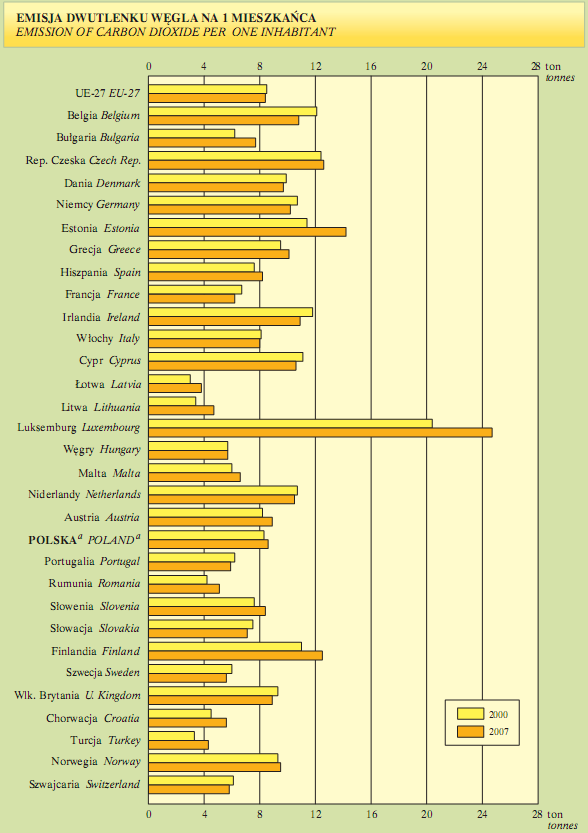 EMISJA DWUTLENKU WĘGLA NA 1 MIESZKAŃCA
EMISSION OF CARBON DIOXIDE PER ONE INHABITANT
0 4 8 12 16 20 24 28 ton
tonnes
UE-27 EU-27
Belgia Belgium
Bułgaria Bulgaria
Rep. Czeska Czech Rep.
Dania Denmark
Niemcy Germany
Estonia Estonia
Grecja Greece
Hiszpania Spain
Francja France
Irlandia Ireland
Włochy Italy
Cypr Cyprus
Łotwa Latvia
Litwa Lithuania
Luksemburg Luxembourg
Węgry Hungary
Malta Malta
Niderlandy Netherlands
Austria Austria
POLSKAa POLANDa
Portugalia Portugal
Rumunia Romania
Słowenia Slovenia
Słowacja Slovakia
Finlandia Finland
Szwecja Sweden
Wlk. Brytania U. Kingdom
Chorwacja Croatia
Turcja Turkey
Norwegia Norway
Szwajcaria Switzerland
2000
2007
0 4 8 12 16 20 24 28 ton
tonnes